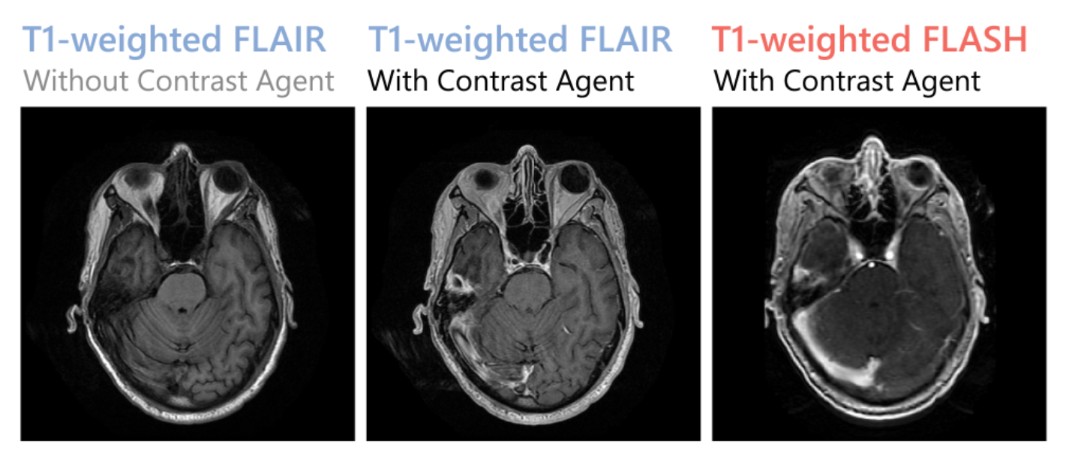 T1-weighted FLAIR
Without Contrast Agent
T1-weighted FLAIR
With Contrast Agent
T1-weighted FLASH
With Contrast Agent